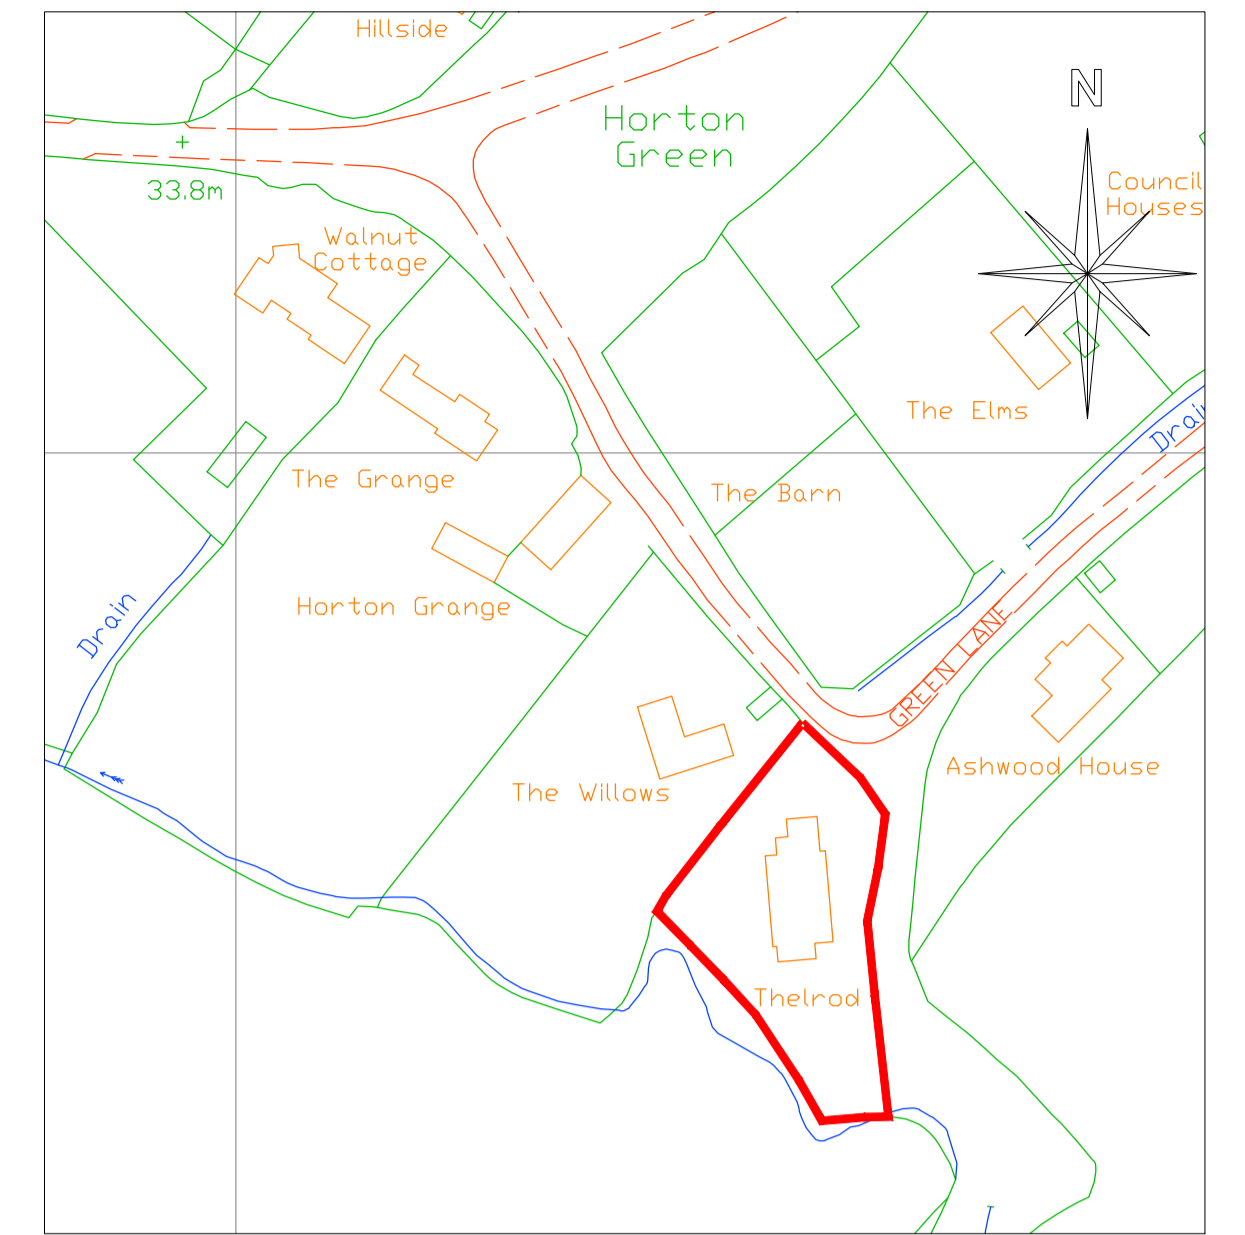 Hillside
N
Horton
Green
33.8m
Council
Houses
Walnut
Cottage
The Elms
Drain
The Grange
The Barn
Horton Grange
Drain
GREEN LANE
Ashwood House
The Willows
Thelrod